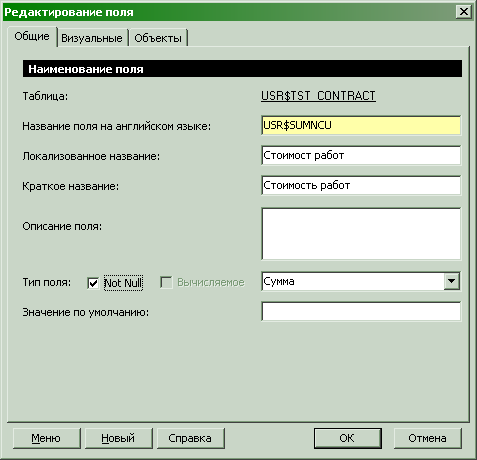 Редактирование поля
Общие Визуальные Объекты
Наименование поля
Таблица: USR$TST_CONTRACT
Название поля на английском языке: USR$SUMNCU
Локализованное название: Стоимост работ
Краткое название: Стоимость работ
Описание поля:
Тип поля: Not Null Вычисляемое Сумма
Значение по умолчанию:
Меню Новый Справка OK Отмена